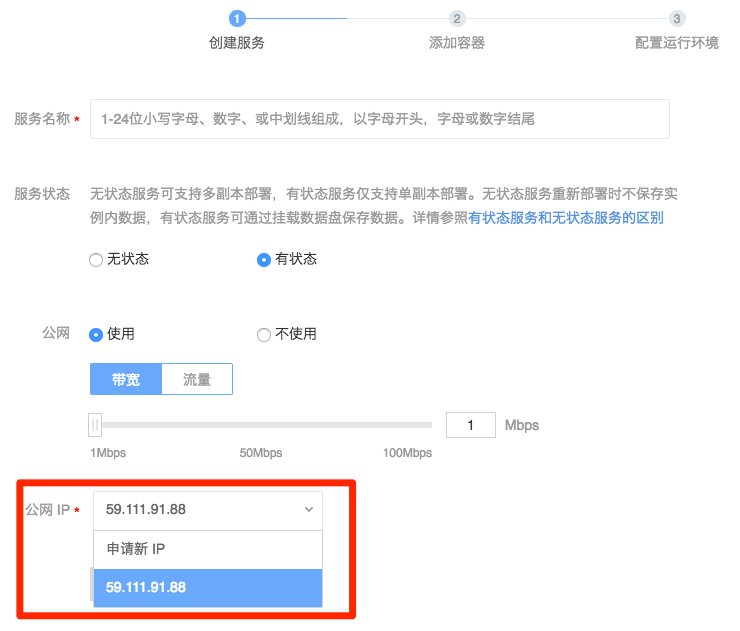 1 2 3
创建服务 添加容器 配置运行环境
服务名称 * 1-24位小写字母、数字、或中划线组成，以字母开头，字母或数字结尾
服务状态 无状态服务可支持多副本部署，有状态服务仅支持单副本部署。无状态服务重新部署时不保存实
例内数据，有状态服务可通过挂载数据盘保存数据。详情参照有状态服务和无状态服务的区别
无状态 有状态
公网 使用 不使用
带宽 流量
1 Mbps
1Mbps 50Mbps 100Mbps
公网 IP * 59.111.91.88
申请新 IP
59.111.91.88